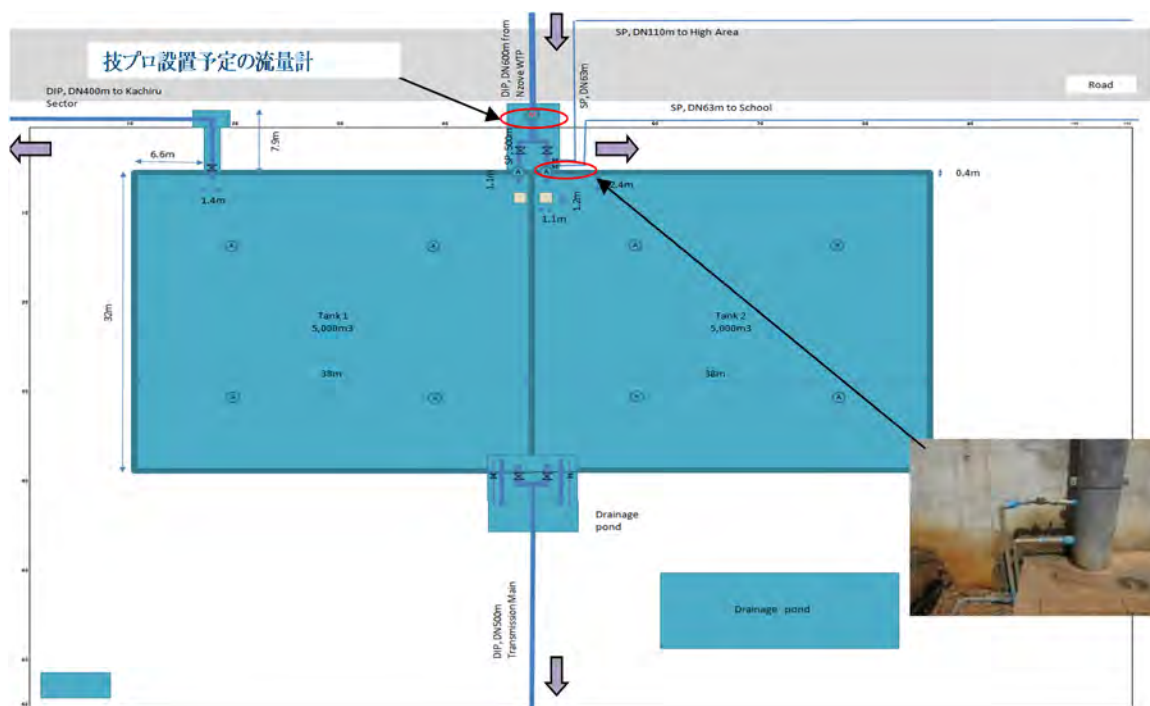 SP, DN110m to High Area
技プロ設置予定の流量計
DIP, DN600m from
Nzove WTP
SP, DN63m
Road
DIP, DN400m to Kachiru
Sector
SP, DN63m to School
7.9m
SP-500m
6.6m
1.4m
2.4m
0.4m
1.2m
1.1m
32m
Tank 1
5,000m3
Tank 2
5,000m3
38m
38m
Drainage
pond
Drainage pond
DIP, DN500m
Transmission Main